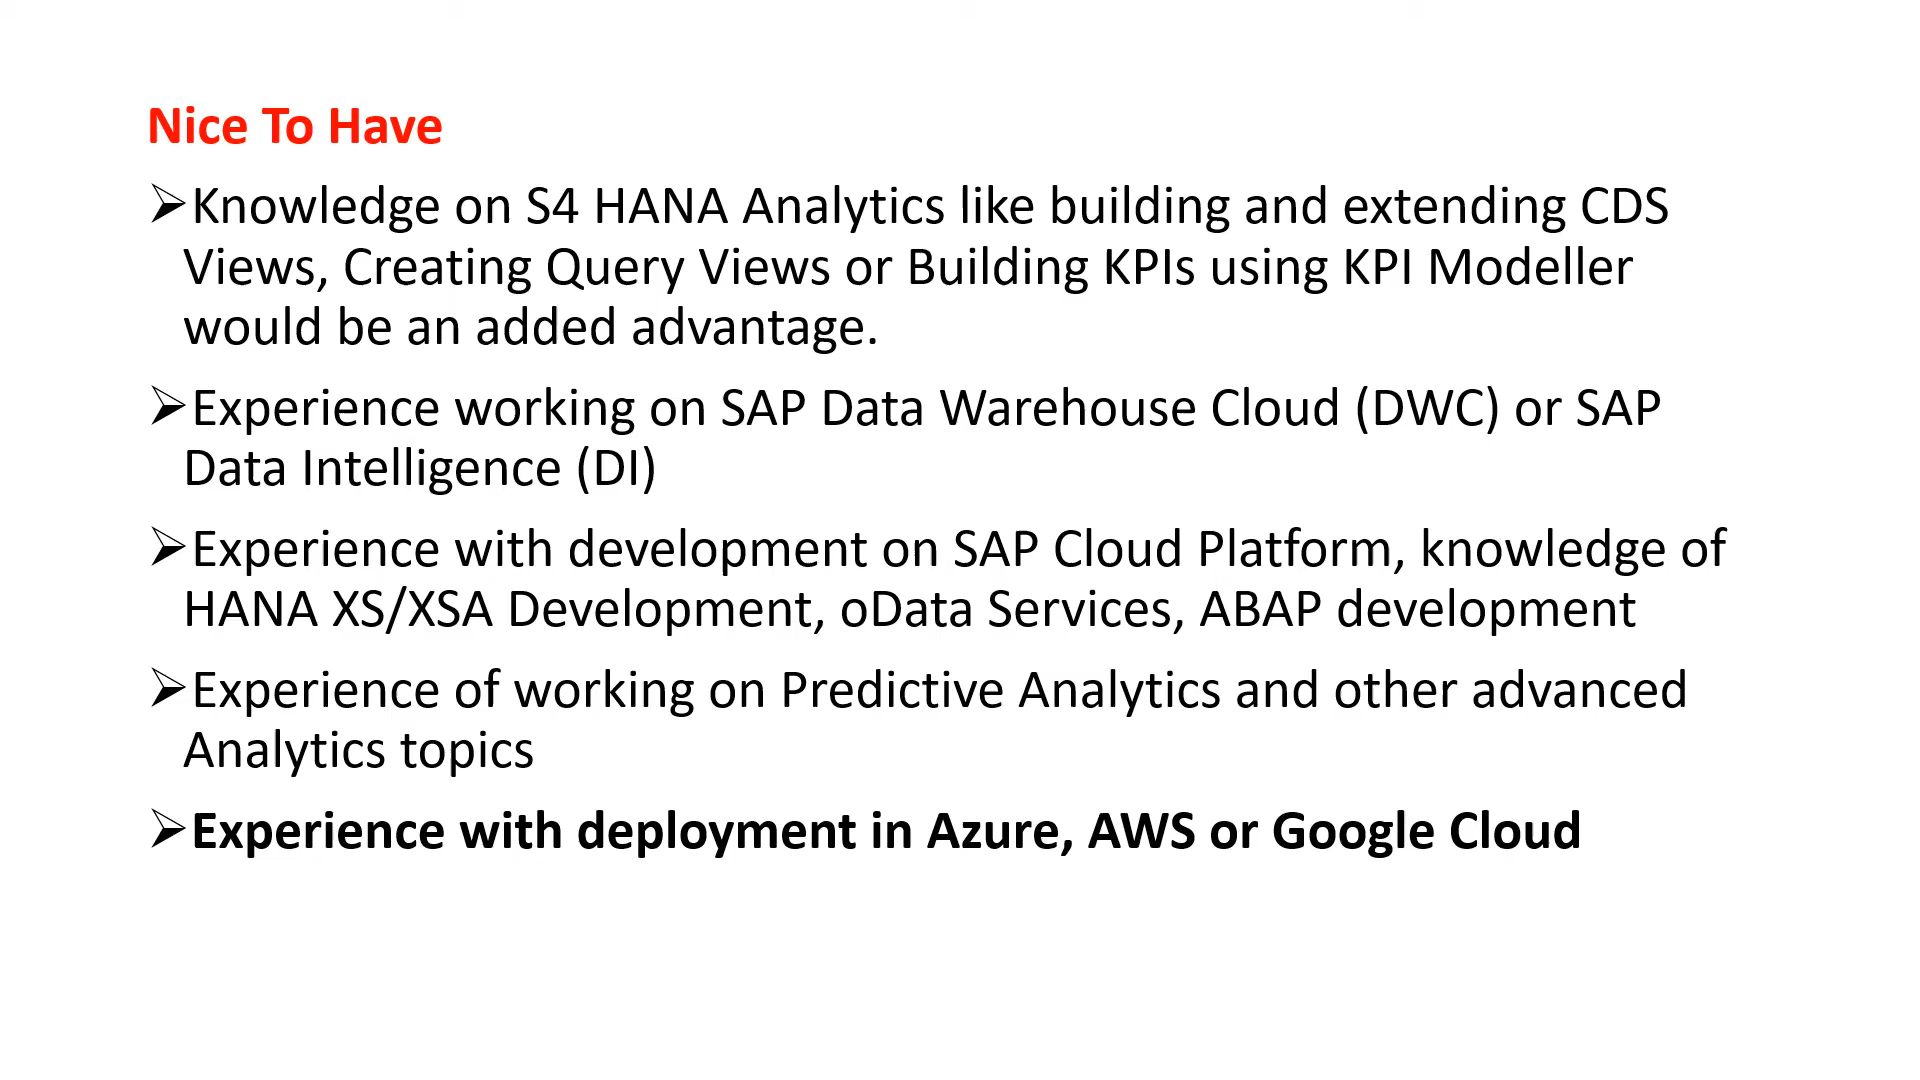 Nice To Have
➢Knowledge on S4 HANA Analytics like building and extending CDS
Views, Creating Query Views or Building KPIs using KPI Modeller
would be an added advantage.
➢Experience working on SAP Data Warehouse Cloud (DWC) or SAP
Data Intelligence (DI)
➢Experience with development on SAP Cloud Platform, knowledge of
HANA XS/XSA Development, oData Services, ABAP development
➢Experience of working on Predictive Analytics and other advanced
Analytics topics
➢Experience with deployment in Azure, AWS or Google Cloud